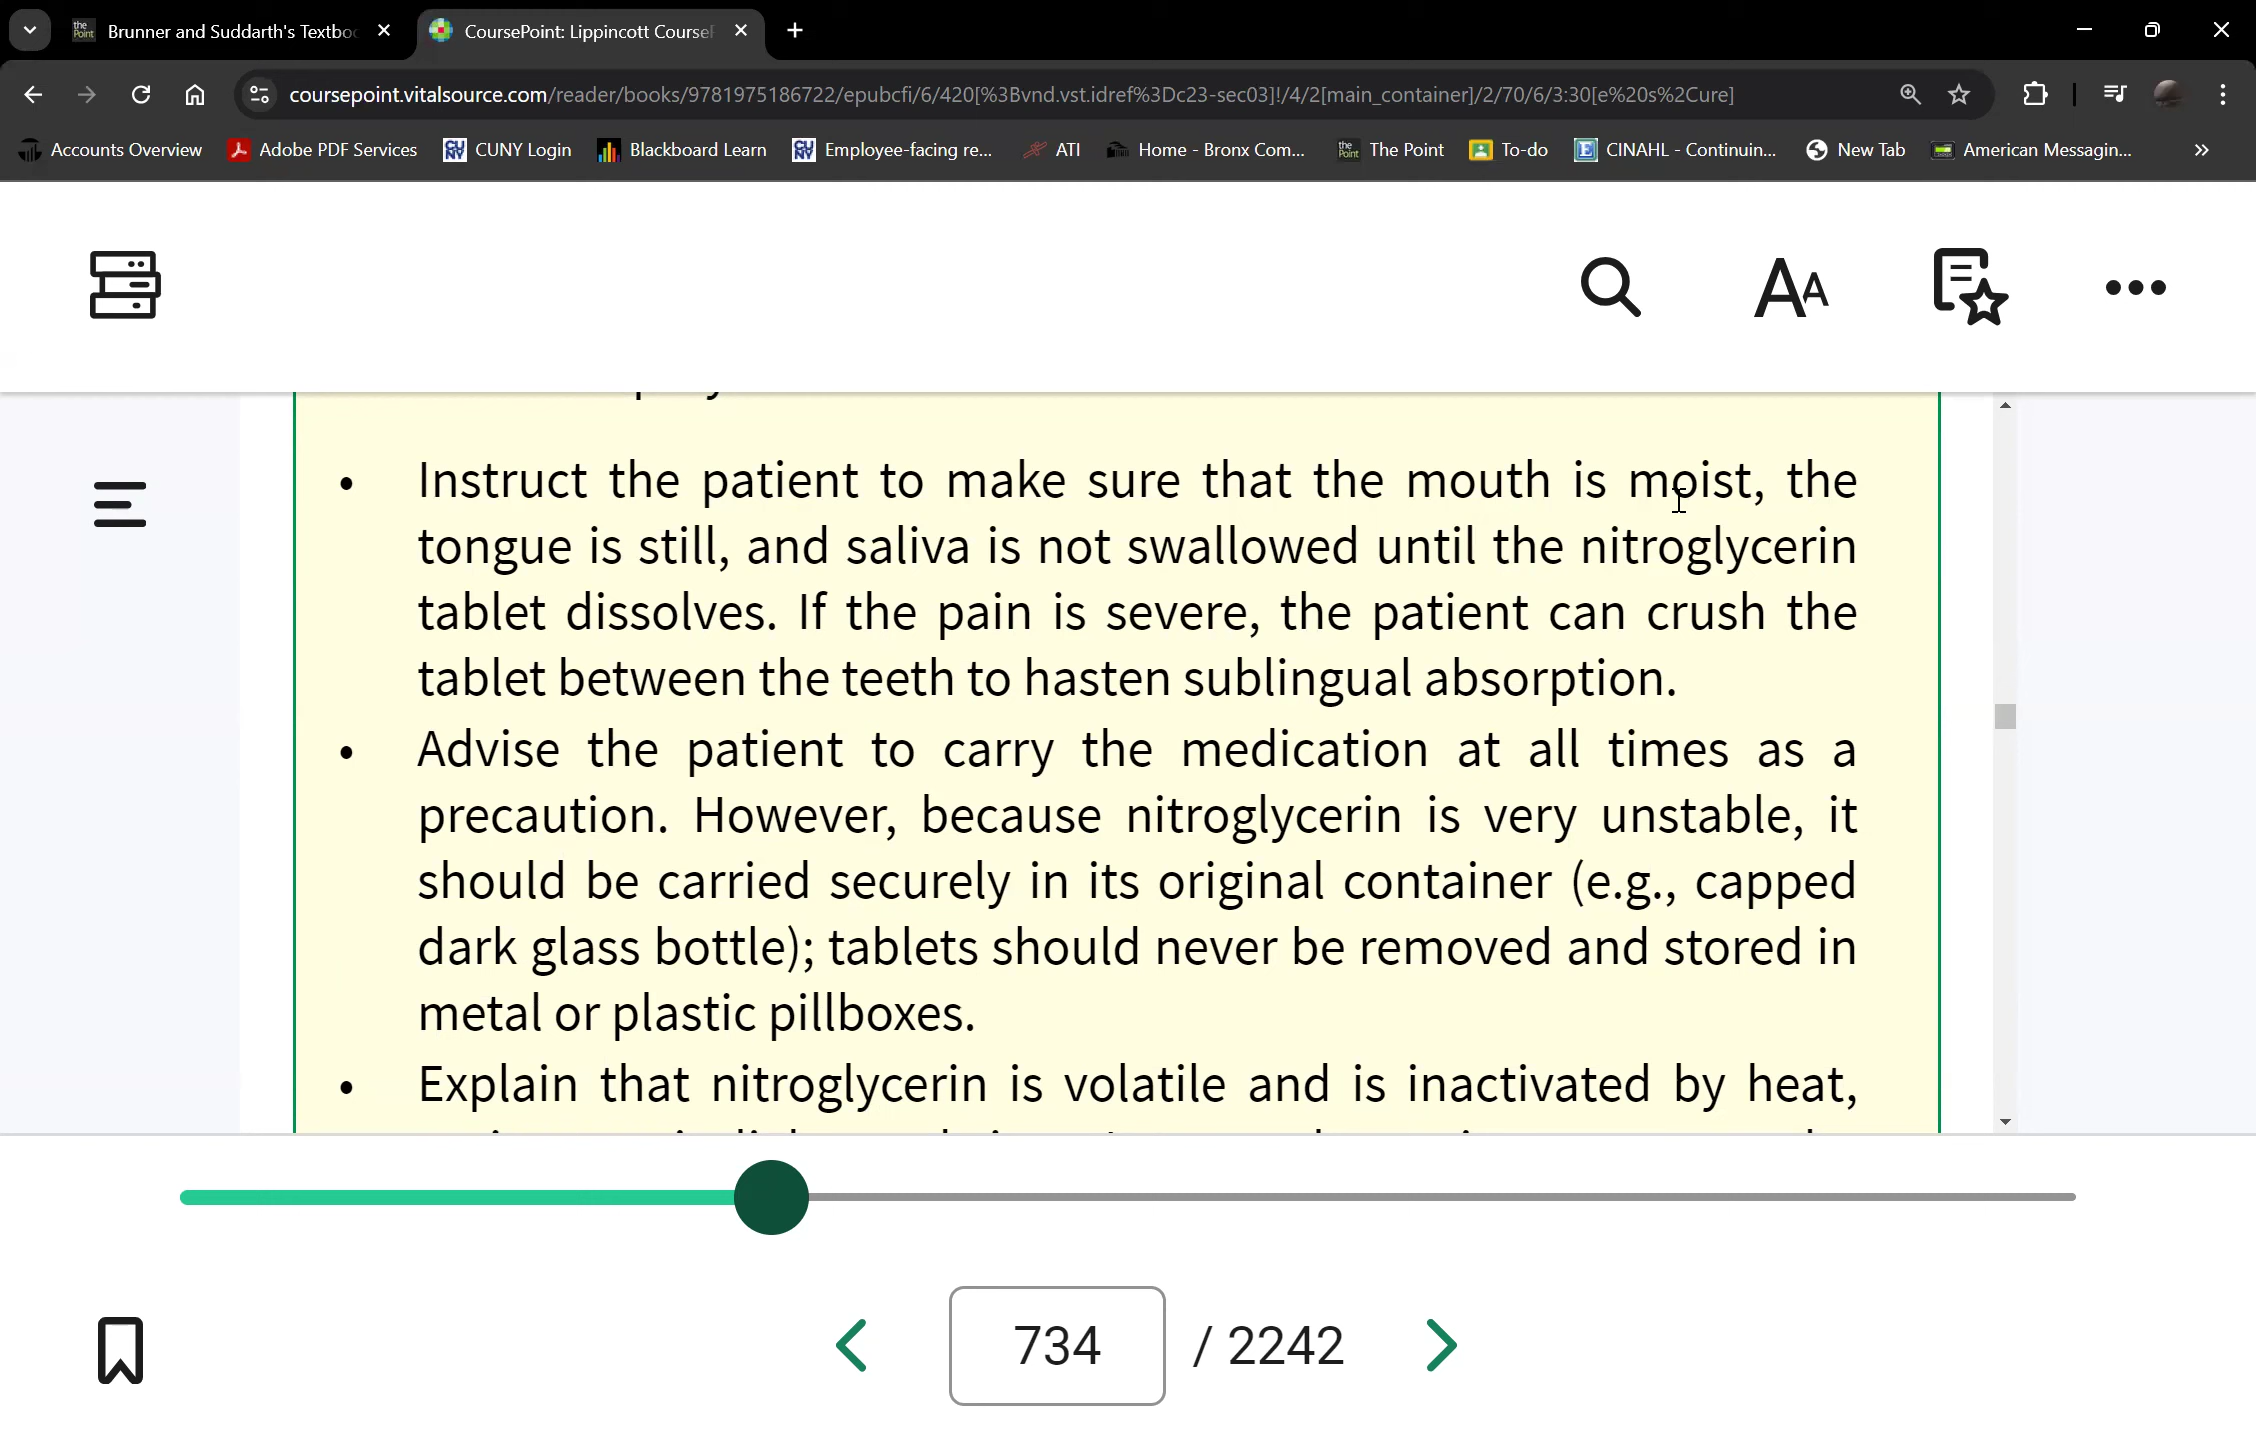 Brunner and Suddarth's Textbo
CoursePoint: Lippincott CourseP
coursepoint.vitalsource.com/reader/books/9781975186722/epubcfi/6/420[%3Bvnd.vst.idref%3Dc23-sec03]!/4/2[main_container]/2/70/6/3:30[e%20s%2Cure]
Accounts Overview
Adobe PDF Services
CUNY Login
Blackboard Learn
Employee-facing re...
ATI
Home - Bronx Com...
The Point
To-do
CINAHL - Continuin...
New Tab
American Messagin...
AA
• Instruct the patient to make sure that the mouth is moist, the
tongue is still, and saliva is not swallowed until the nitroglycerin
tablet dissolves. If the pain is severe, the patient can crush the
tablet between the teeth to hasten sublingual absorption.
• Advise the patient to carry the medication at all times as a
precaution. However, because nitroglycerin is very unstable, it
should be carried securely in its original container (e.g., capped
dark glass bottle); tablets should never be removed and stored in
metal or plastic pillboxes.
• Explain that nitroglycerin is volatile and is inactivated by heat,
734 / 2242